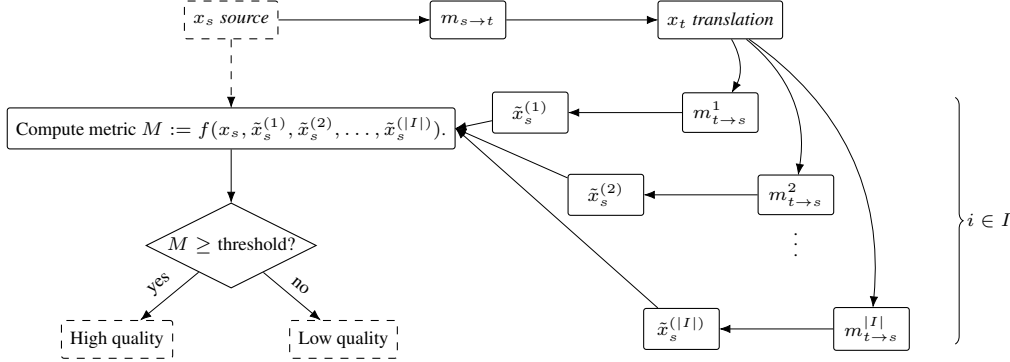 x_s source
m_{s→t}
x_t translation
x̃_s^{(1)}
m^1_{t→s}
Compute metric M := f(x_s, x̃_s^{(1)}, x̃_s^{(2)}, . . . , x̃_s^{(|I|)}).
x̃_s^{(2)}
m^2_{t→s}
i ∈ I
M ≥ threshold?
⋮
yes
no
High quality
Low quality
x̃_s^{(|I|)}
m^{|I|}_{t→s}